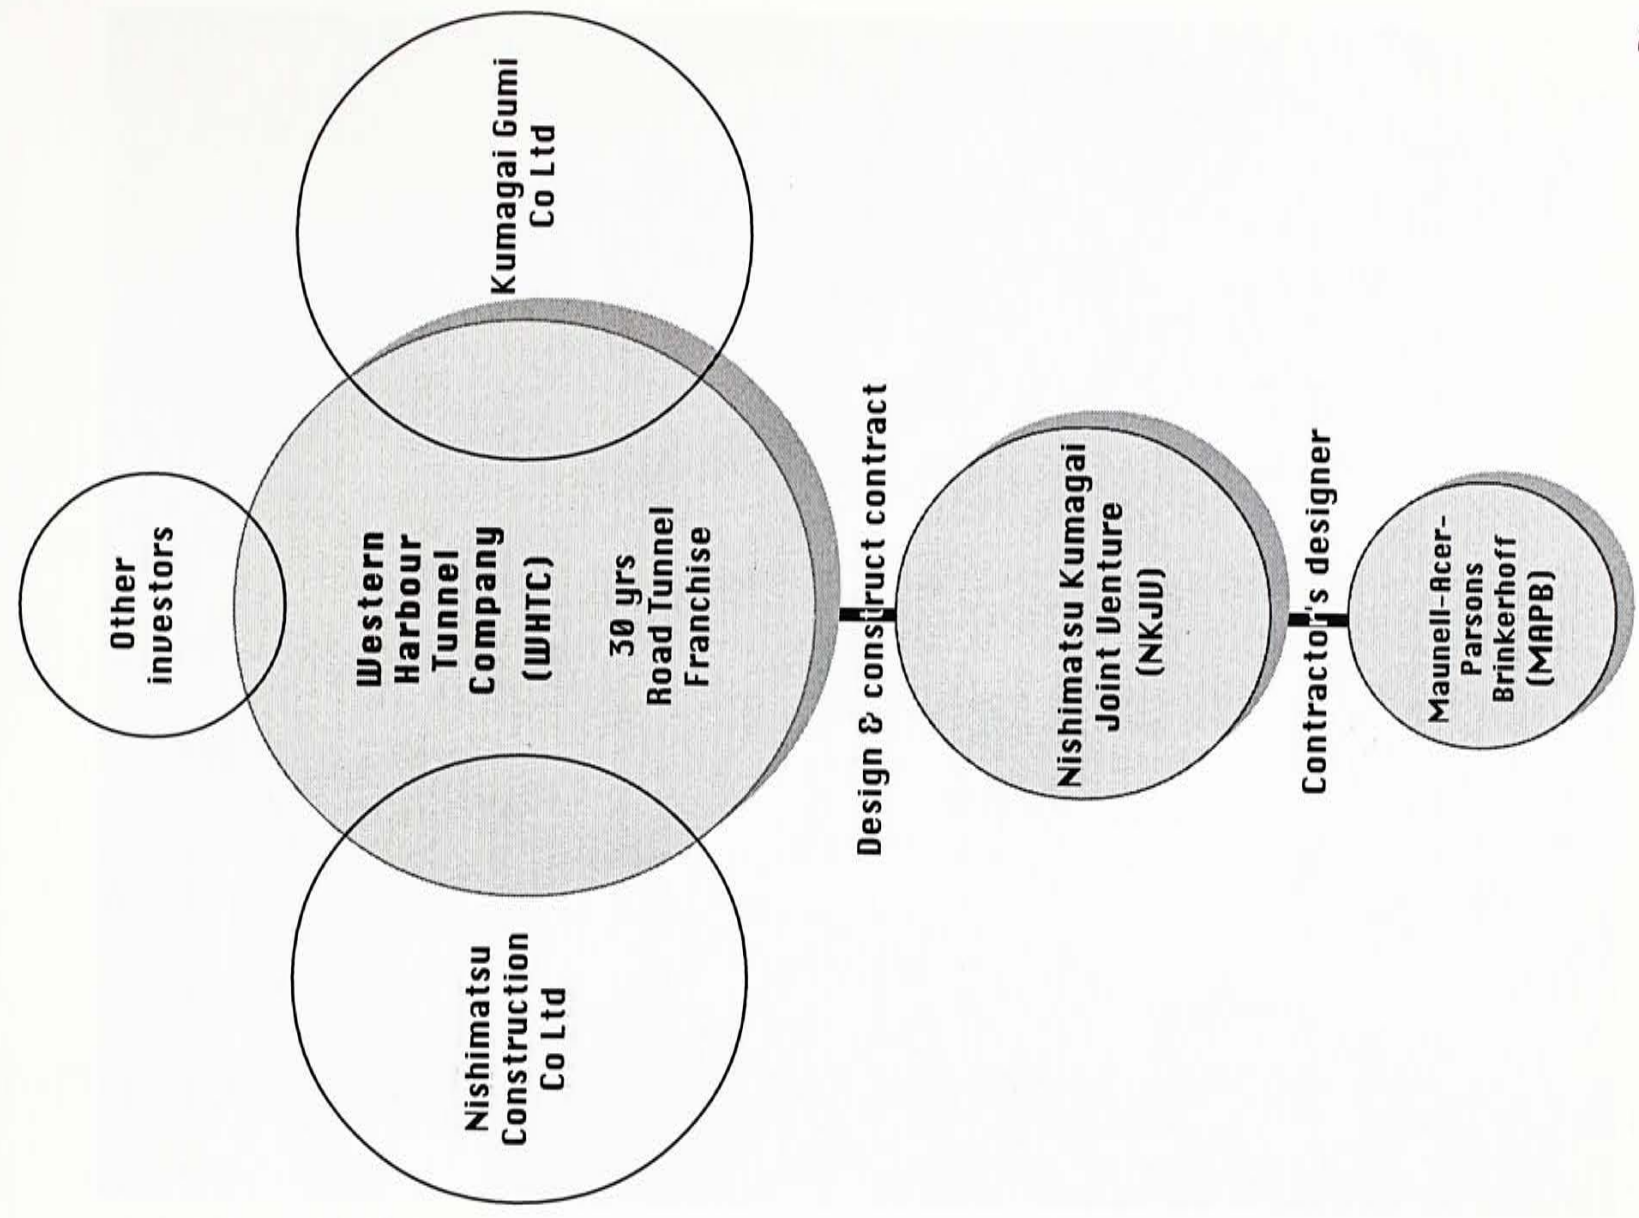 Other
investors
Nishimatsu
Construction
Co Ltd
Western
Harbour
Tunnel
Company
(WHTC)
30 yrs
Road Tunnel
Franchise
Kumagai Gumi
Co Ltd
Design & construct contract
Nishimatsu Kumagai
Joint Venture
(NKJV)
Contractor's designer
Maunell-Acer-
Parsons
Brinkerhoff
(MAPB)